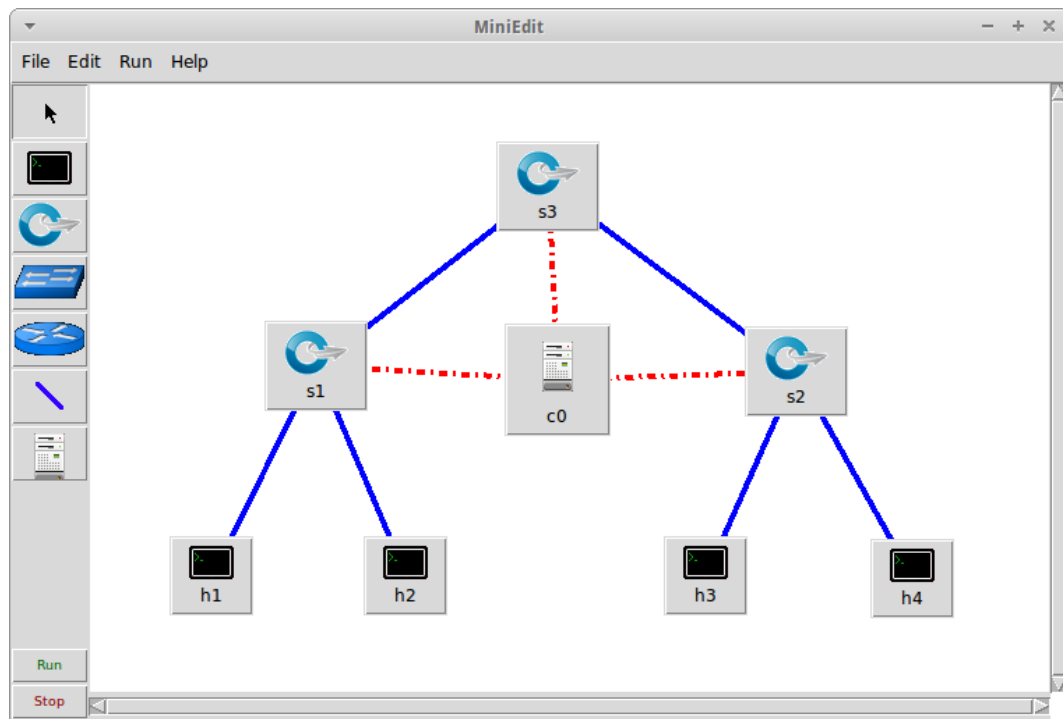 MiniEdit
File Edit Run Help
s3
s1
c0
s2
h1
h2
h3
h4
Run
Stop